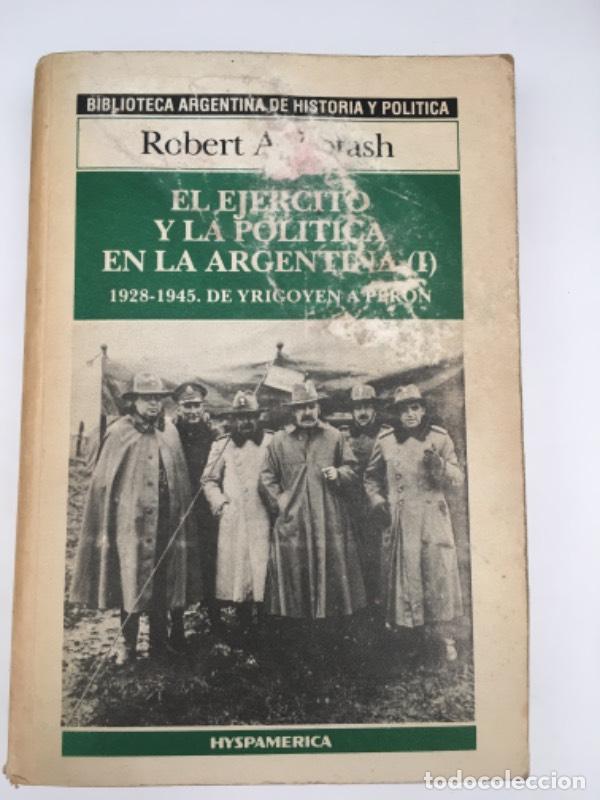 BIBLIOTECA ARGENTINA DE HISTORIA Y POLITICA
Robert A.
EL EJERCITO
Y LA POLITICA
EN LA ARGENTINA (I)
1928-1945. DE YRIGOYEN A PERON
HYSPAMERICA
todocoleccion